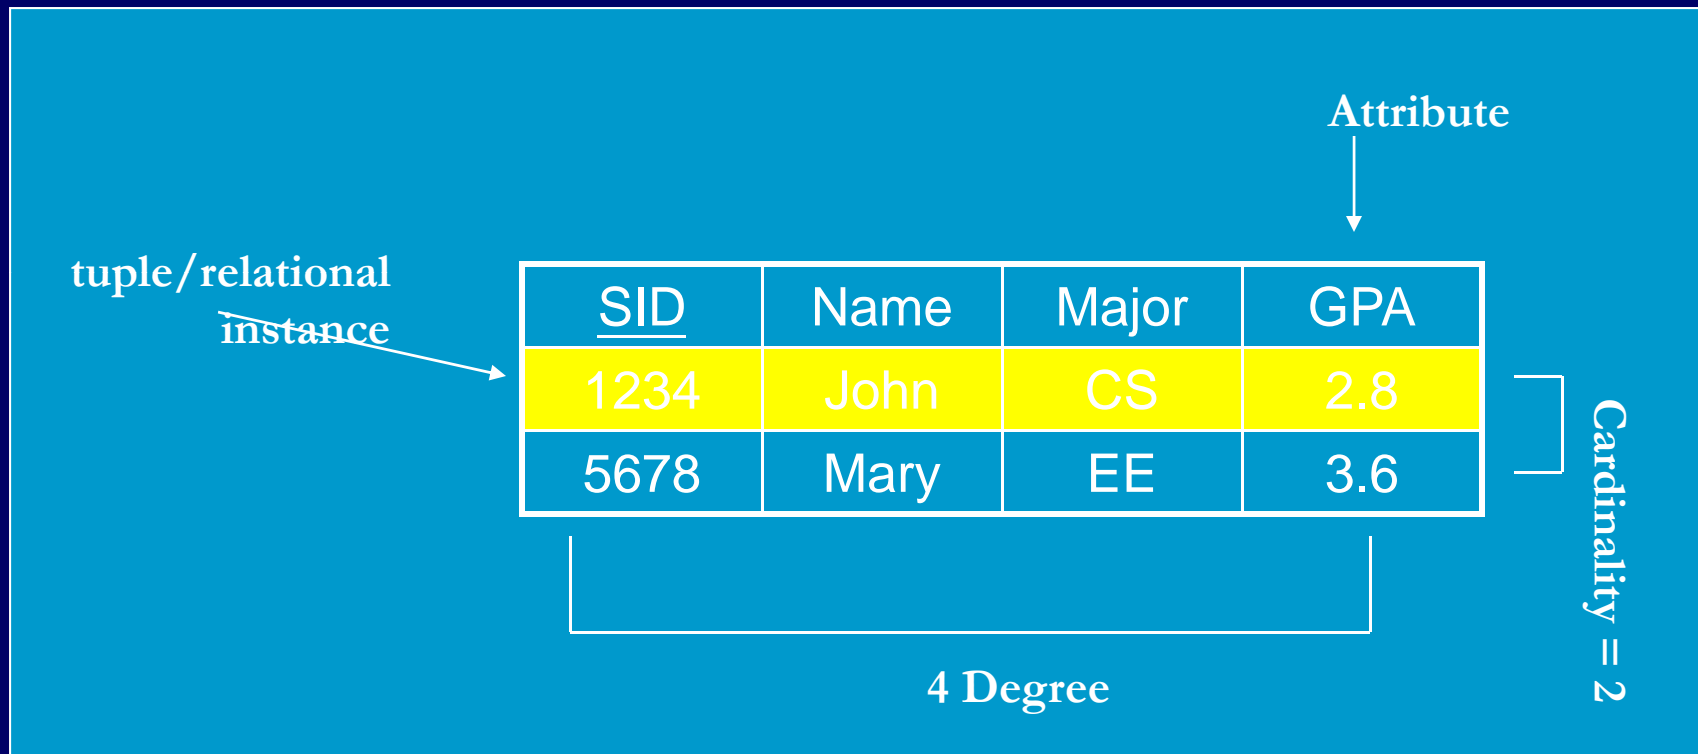 Attribute
tuple/relational
instance
SID Name Major GPA
1234 John CS 2.8
5678 Mary EE 3.6
Cardinality = 2
4 Degree